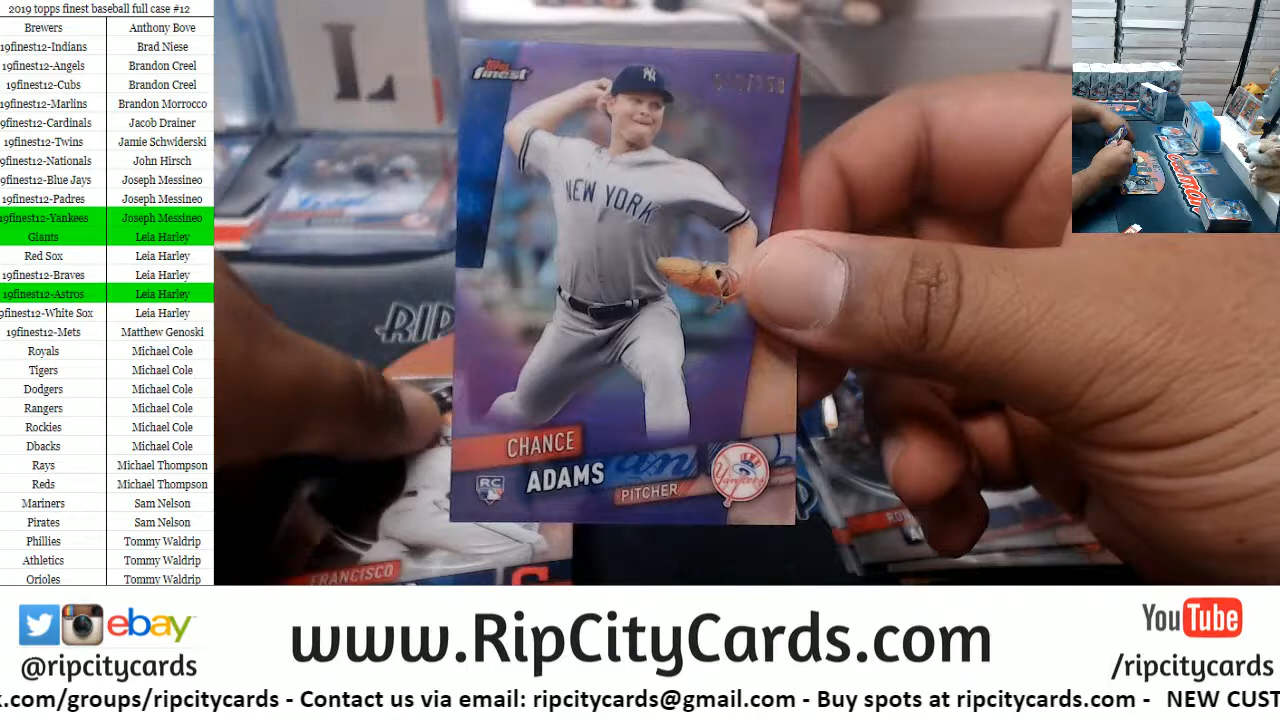 2019 topps finest baseball full case #12
Brewers Anthony Bove
19finest12-Indians Brad Niese
19finest12-Angels Brandon Creel
19finest12-Cubs Brandon Creel
19finest12-Marlins Brandon Morrocco
19finest12-Cardinals Jacob Drainer
19finest12-Twins Jamie Schwiderski
19finest12-Nationals John Hirsch
19finest12-Blue Jays Joseph Messineo
19finest12-Padres Joseph Messineo
19finest12-Yankees Joseph Messineo
Giants Leia Harley
Red Sox Leia Harley
19finest12-Braves Leia Harley
19finest12-Astros Leia Harley
9finest12-White Sox Leia Harley
19finest12-Mets Matthew Genoski
Royals Michael Cole
Tigers Michael Cole
Dodgers Michael Cole
Rangers Michael Cole
Rockies Michael Cole
Dbacks Michael Cole
Rays Michael Thompson
Reds Michael Thompson
Mariners Sam Nelson
Pirates Sam Nelson
Phillies Tommy Waldrip
Athletics Tommy Waldrip
Orioles Tommy Waldrip
L
Topps
finest
NEW YORK
RIP
CHANCE
ADAMS
RC
PITCHER
Yankees
FRANCISCO
ebay
@ripcitycards
www.RipCityCards.com
YouTube
/ripcitycards
k.com/groups/ripcitycards - Contact us via email: ripcitycards@gmail.com - Buy spots at ripcitycards.com - NEW CUST